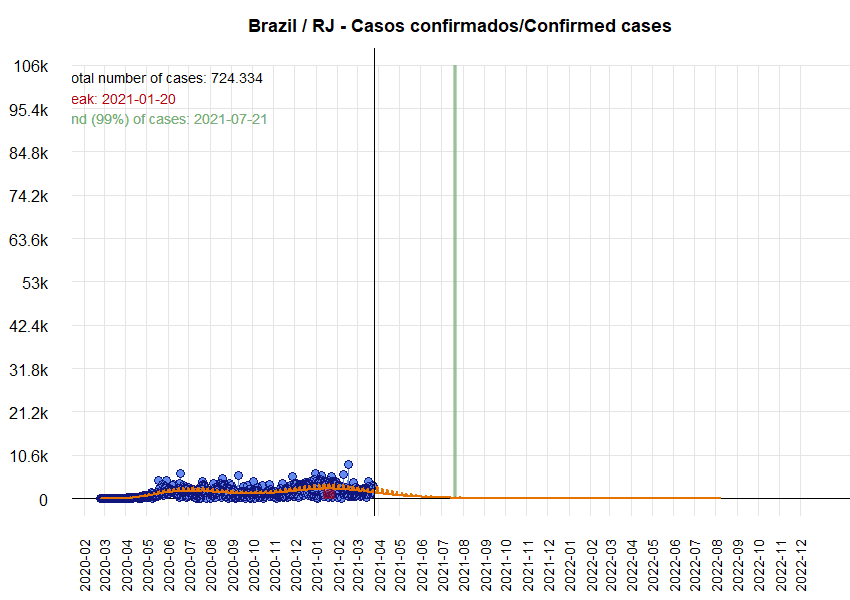 Brazil / RJ - Casos confirmados/Confirmed cases
106k
otal number of cases: 724.334
eak: 2021-01-20
95.4k
nd (99%) of cases: 2021-07-21
84.8k
74.2k
63.6k
53k
42.4k
31.8k
21.2k
10.6k
0
2020-02
2020-03
2020-04
2020-05
2020-06
2020-07
2020-08
2020-09
2020-10
2020-11
2020-12
2021-01
2021-02
2021-03
2021-04
2021-05
2021-06
2021-07
2021-08
2021-09
2021-10
2021-11
2021-12
2022-01
2022-02
2022-03
2022-04
2022-05
2022-06
2022-07
2022-08
2022-09
2022-10
2022-11
2022-12